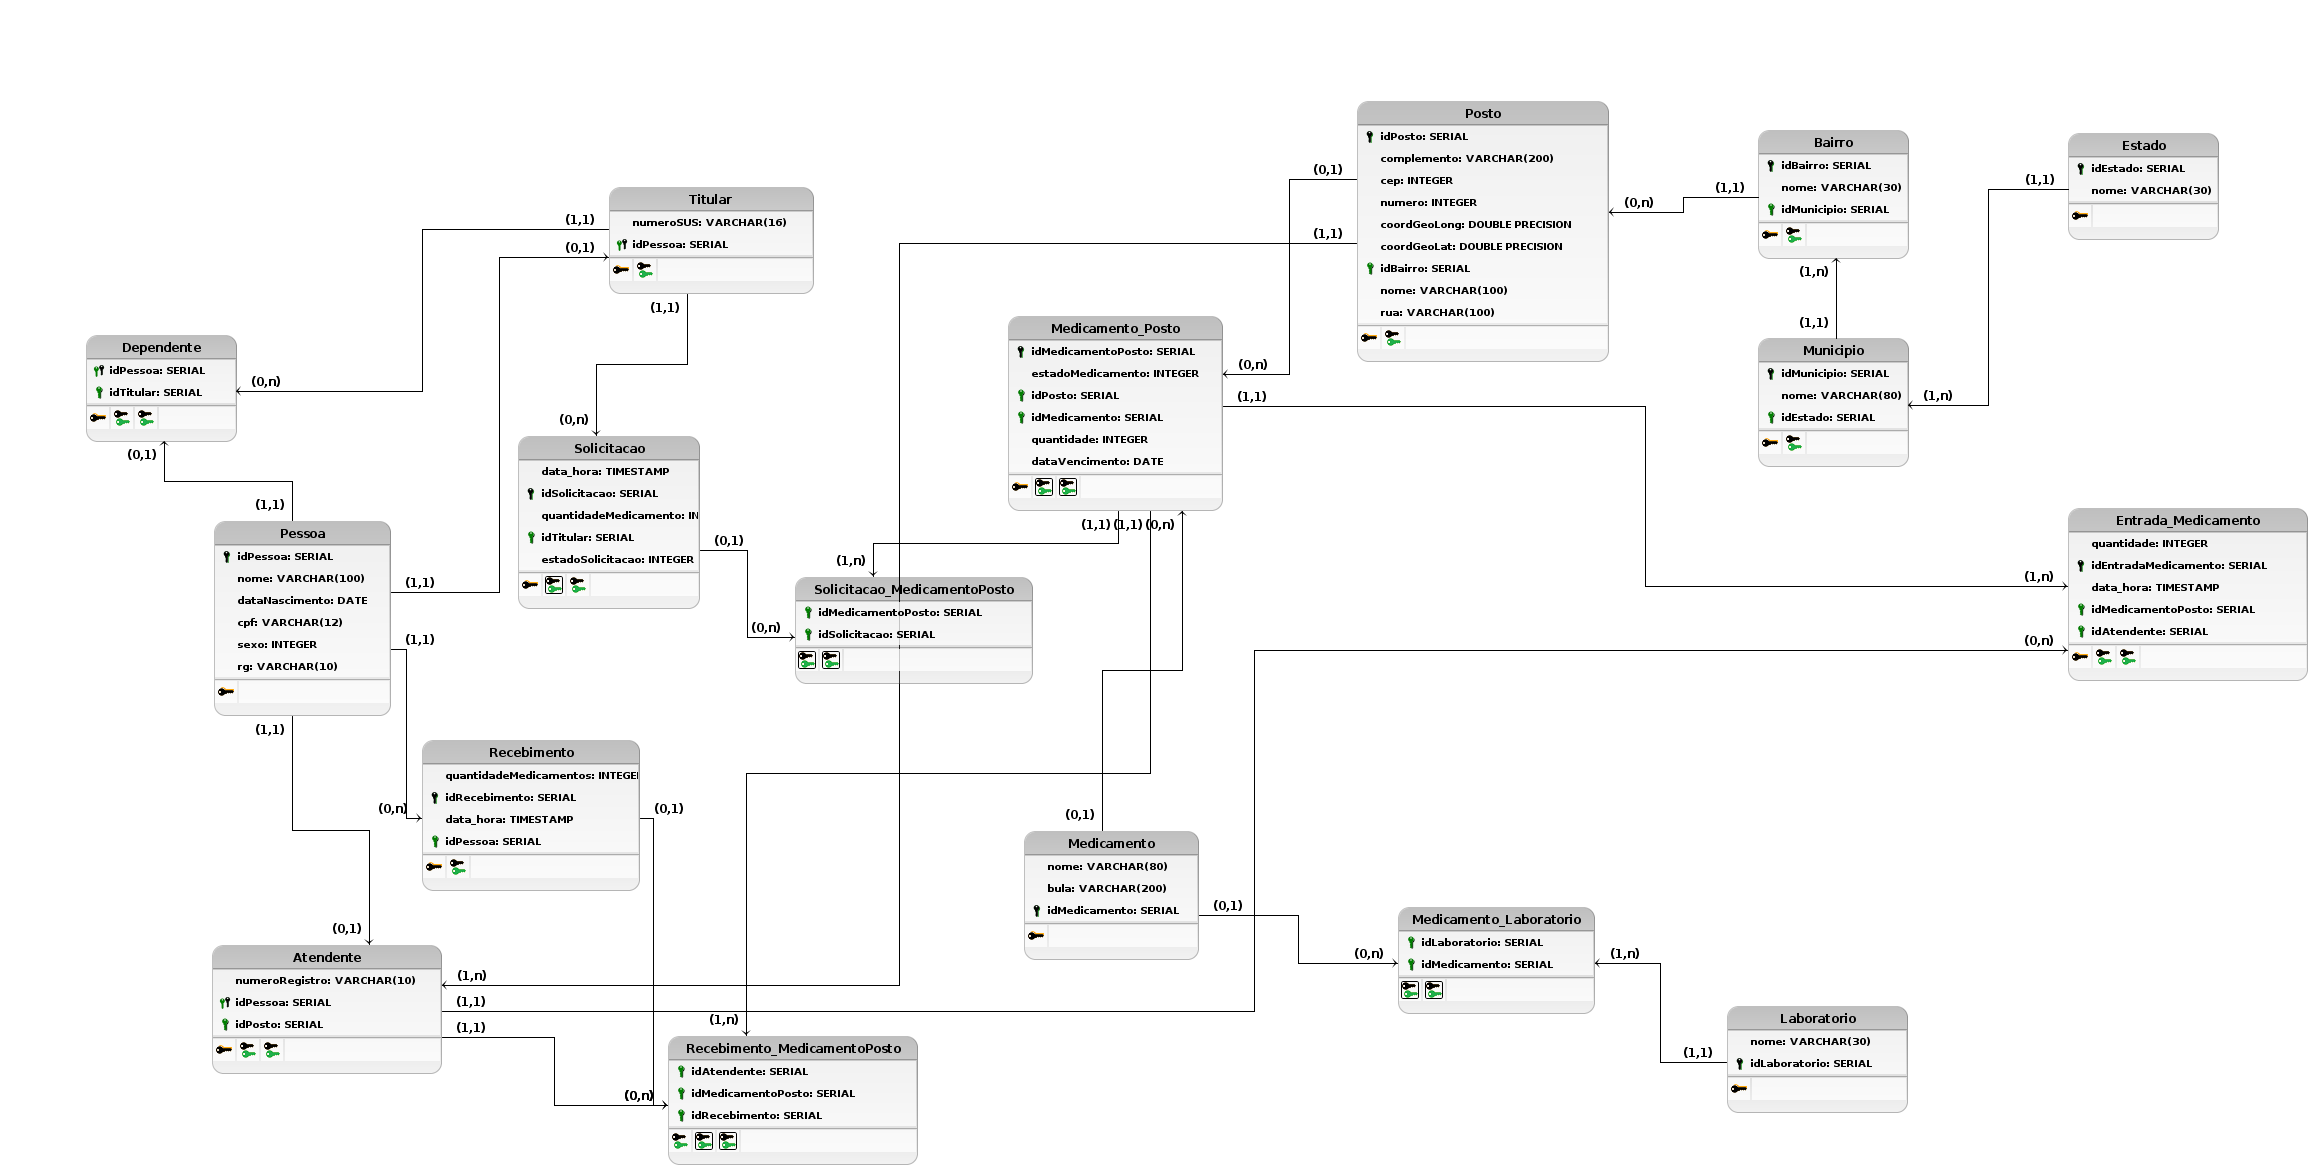 Posto
idPosto: SERIAL
complemento: VARCHAR(200)
cep: INTEGER
numero: INTEGER
coordGeoLong: DOUBLE PRECISION
coordGeoLat: DOUBLE PRECISION
idBairro: SERIAL
nome: VARCHAR(100)
rua: VARCHAR(100)
(0,1)
(1,1)
Bairro
idBairro: SERIAL
nome: VARCHAR(30)
idMunicipio: SERIAL
(1,1)
(0,n)
(1,n)
Estado
idEstado: SERIAL
nome: VARCHAR(30)
(1,1)
(1,1)
Municipio
idMunicipio: SERIAL
nome: VARCHAR(80)
idEstado: SERIAL
(1,n)
Titular
numeroSUS: VARCHAR(16)
idPessoa: SERIAL
(1,1)
(0,1)
(1,1)
Dependente
idPessoa: SERIAL
idTitular: SERIAL
(0,n)
(0,1)
Medicamento_Posto
idMedicamentoPosto: SERIAL
estadoMedicamento: INTEGER
idPosto: SERIAL
idMedicamento: SERIAL
quantidade: INTEGER
dataVencimento: DATE
(0,n)
(1,1)
(1,1) (1,1) (0,n)
(0,n)
Solicitacao
data_hora: TIMESTAMP
idSolicitacao: SERIAL
quantidadeMedicamento: IN
idTitular: SERIAL
estadoSolicitacao: INTEGER
(0,1)
(1,1)
Pessoa
idPessoa: SERIAL
nome: VARCHAR(100)
dataNascimento: DATE
cpf: VARCHAR(12)
sexo: INTEGER
rg: VARCHAR(10)
(1,1)
(1,1)
(1,1)
(1,n)
Solicitacao_MedicamentoPosto
idMedicamentoPosto: SERIAL
idSolicitacao: SERIAL
(0,n)
Entrada_Medicamento
quantidade: INTEGER
idEntradaMedicamento: SERIAL
data_hora: TIMESTAMP
idMedicamentoPosto: SERIAL
idAtendente: SERIAL
(1,n)
(0,n)
Recebimento
quantidadeMedicamentos: INTEGE
idRecebimento: SERIAL
data_hora: TIMESTAMP
idPessoa: SERIAL
(0,n)
(0,1)
(0,1)
Medicamento
nome: VARCHAR(80)
bula: VARCHAR(200)
idMedicamento: SERIAL
(0,1)
Medicamento_Laboratorio
idLaboratorio: SERIAL
idMedicamento: SERIAL
(0,n)
(1,n)
(0,1)
Atendente
numeroRegistro: VARCHAR(10)
idPessoa: SERIAL
idPosto: SERIAL
(1,n)
(1,1)
(1,1)
(1,n)
Recebimento_MedicamentoPosto
idAtendente: SERIAL
idMedicamentoPosto: SERIAL
idRecebimento: SERIAL
(0,n)
Laboratorio
nome: VARCHAR(30)
idLaboratorio: SERIAL
(1,1)